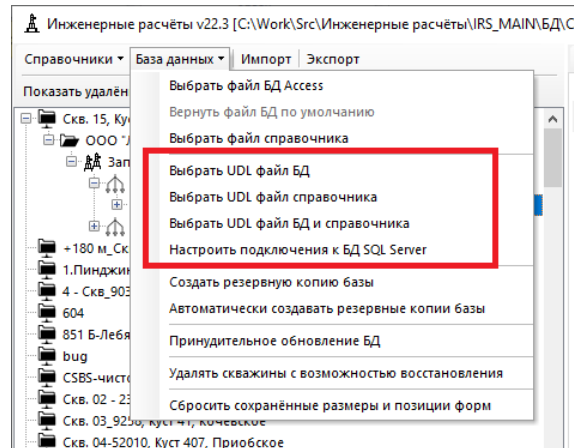 Инженерные расчёты v22.3 [C:\Work\Src\Инженерные расчёты\IRS_MAIN\БД\
Справочники База данных Импорт Экспорт
Показать удалён
Выбрать файл БД Access
Вернуть файл БД по умолчанию
Выбрать файл справочника
Выбрать UDL файл БД
Выбрать UDL файл справочника
Выбрать UDL файл БД и справочника
Настроить подключения к БД SQL Server
Создать резервную копию базы
Автоматически создавать резервные копии базы
Принудительное обновление БД
Удалять скважины с возможностью восстановления
Сбросить сохранённые размеры и позиции форм
Скв. 15, Кус
ООО "Л
Зап
+180 м_Ск
1.Пинджин
4 - Скв_903
604
851 Б-Лебя
bug
CSBS-чисто
Скв. 02 - 23
Скв. 03_9256, Куст 41, Кочевское
Скв. 04-52010, Куст 407, Приобское